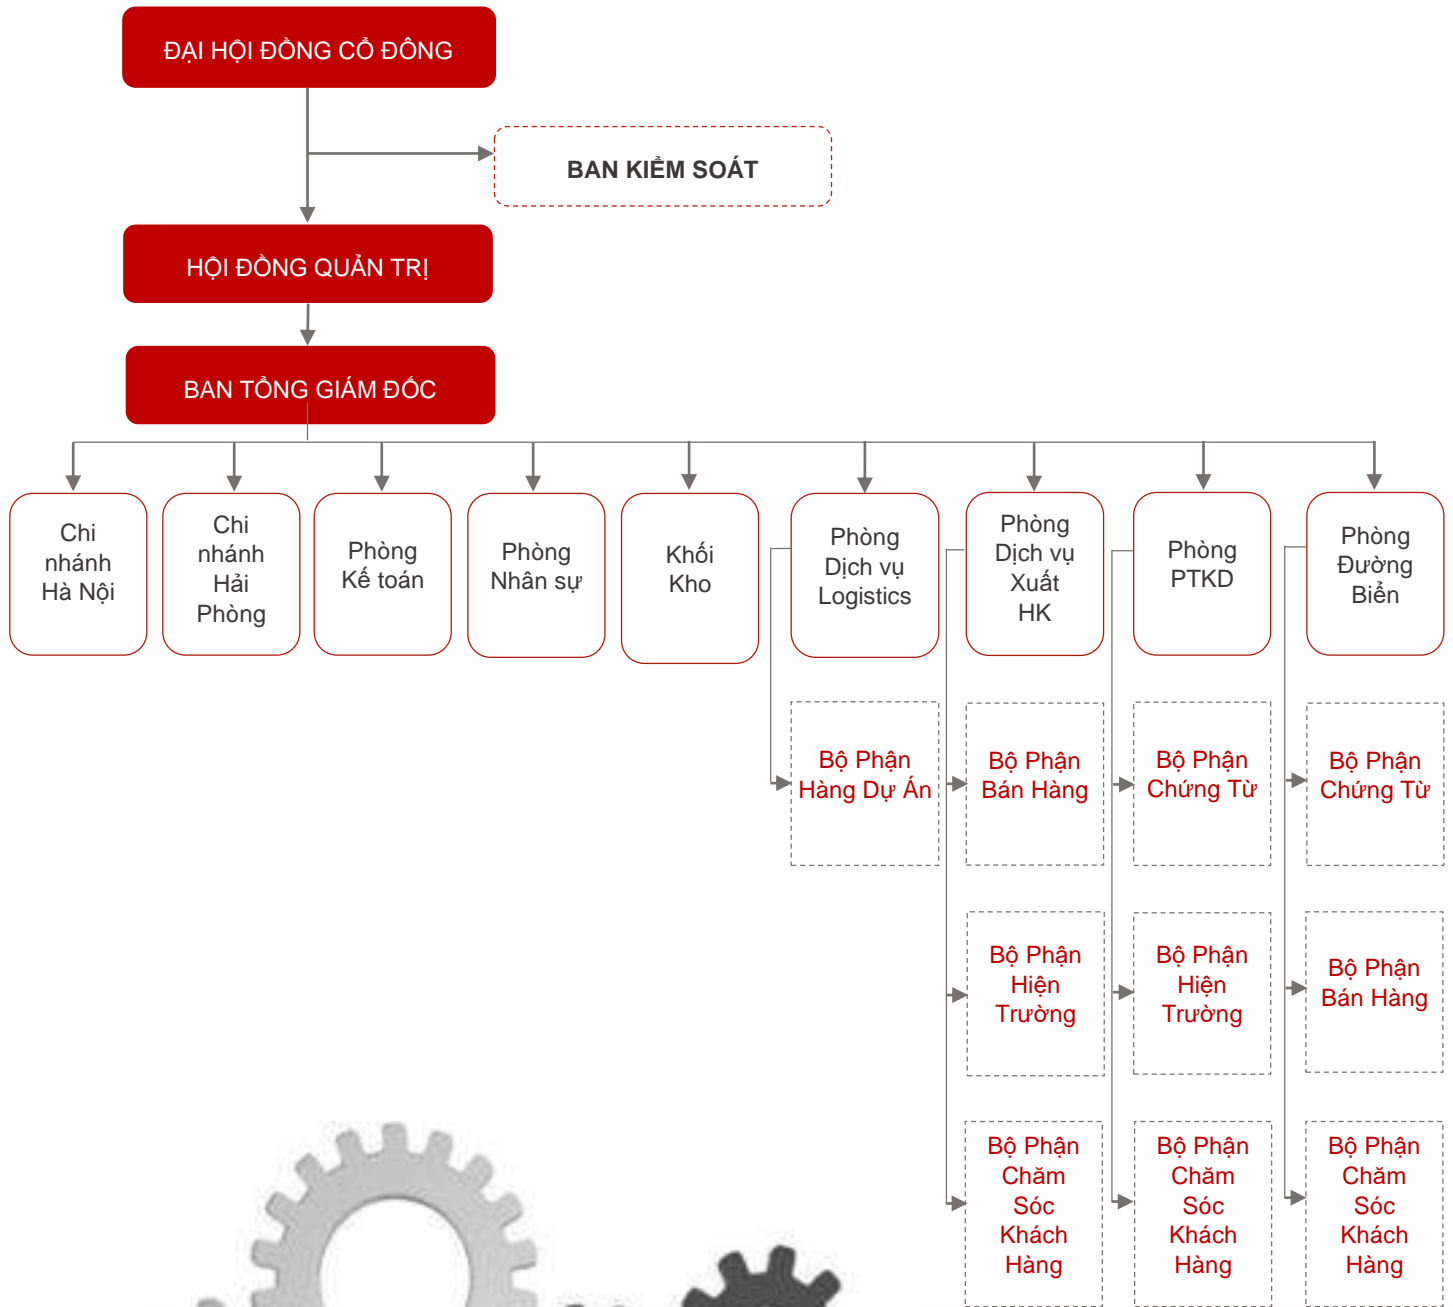 ĐẠI HỘI ĐỒNG CỔ ĐÔNG
BAN KIỂM SOÁT
HỘI ĐỒNG QUẢN TRỊ
BAN TỔNG GIÁM ĐỐC
Chi
nhánh
Hà Nội
Chi
nhánh
Hải
Phòng
Phòng
Kế toán
Phòng
Nhân sự
Khối
Kho
Phòng
Dịch vụ
Logistics
Phòng
Dịch vụ
Xuất
HK
Phòng
PTKD
Phòng
Đường
Biển
Bộ Phận
Hàng Dự Án
Bộ Phận
Bán Hàng
Bộ Phận
Chứng Từ
Bộ Phận
Chứng Từ
Bộ Phận
Hiện
Trường
Bộ Phận
Hiện
Trường
Bộ Phận
Bán Hàng
Bộ Phận
Chăm
Sóc
Khách
Hàng
Bộ Phận
Chăm
Sóc
Khách
Hàng
Bộ Phận
Chăm
Sóc
Khách
Hàng